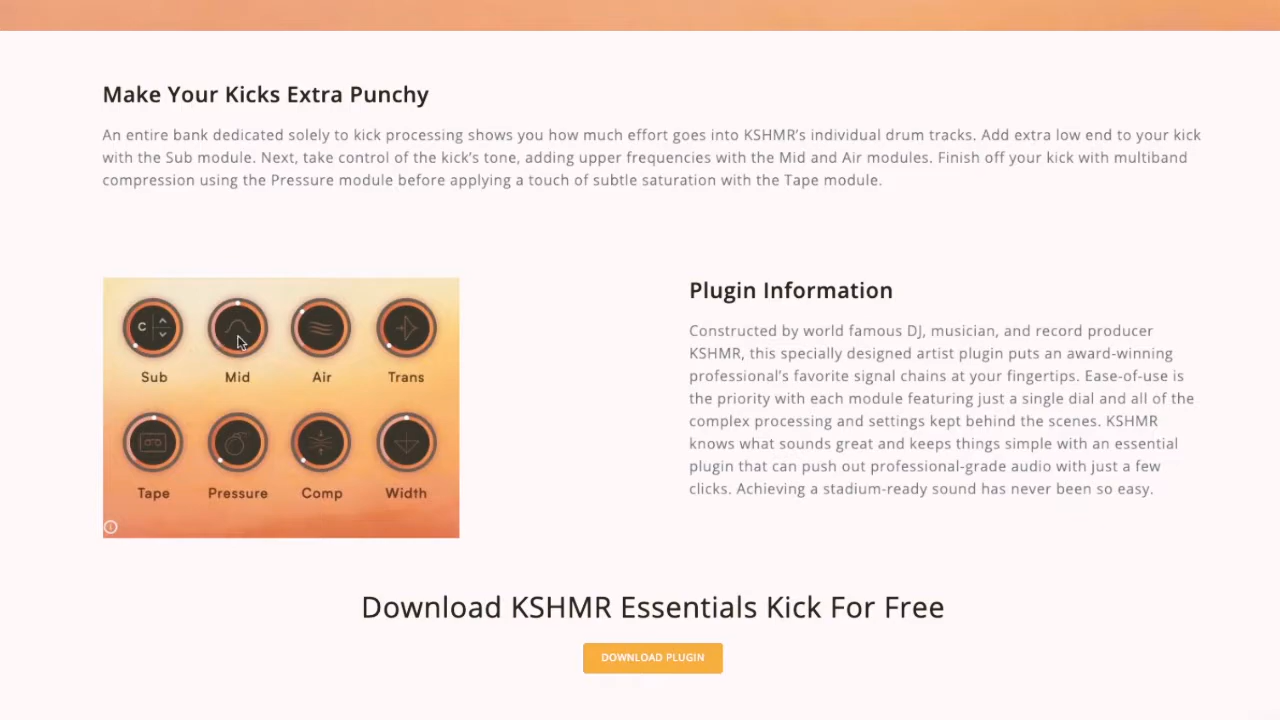 Make Your Kicks Extra Punchy
An entire bank dedicated solely to kick processing shows you how much effort goes into KSHMR’s individual drum tracks. Add extra low end to your kick
with the Sub module. Next, take control of the kick’s tone, adding upper frequencies with the Mid and Air modules. Finish off your kick with multiband
compression using the Pressure module before applying a touch of subtle saturation with the Tape module.
C
Sub Mid Air Trans
Tape Pressure Comp Width
Plugin Information
Constructed by world famous DJ, musician, and record producer
KSHMR, this specially designed artist plugin puts an award-winning
professional’s favorite signal chains at your fingertips. Ease-of-use is
the priority with each module featuring just a single dial and all of the
complex processing and settings kept behind the scenes. KSHMR
knows what sounds great and keeps things simple with an essential
plugin that can push out professional-grade audio with just a few
clicks. Achieving a stadium-ready sound has never been so easy.
Download KSHMR Essentials Kick For Free
DOWNLOAD PLUGIN